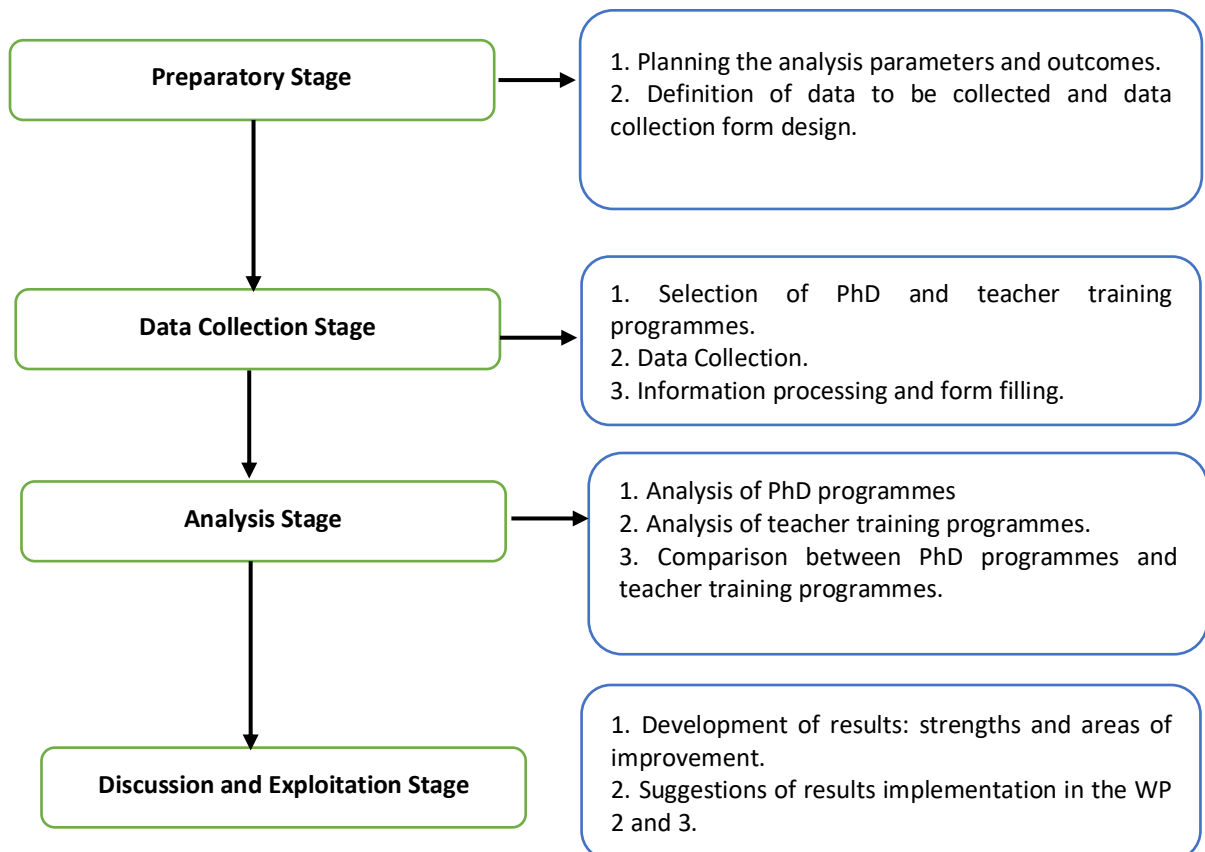 Preparatory Stage
1. Planning the analysis parameters and outcomes.
2. Definition of data to be collected and data
collection form design.
Data Collection Stage
1. Selection of PhD and teacher training
programmes.
2. Data Collection.
3. Information processing and form filling.
Analysis Stage
1. Analysis of PhD programmes
2. Analysis of teacher training programmes.
3. Comparison between PhD programmes and
teacher training programmes.
Discussion and Exploitation Stage
1. Development of results: strengths and areas of
improvement.
2. Suggestions of results implementation in the WP
2 and 3.